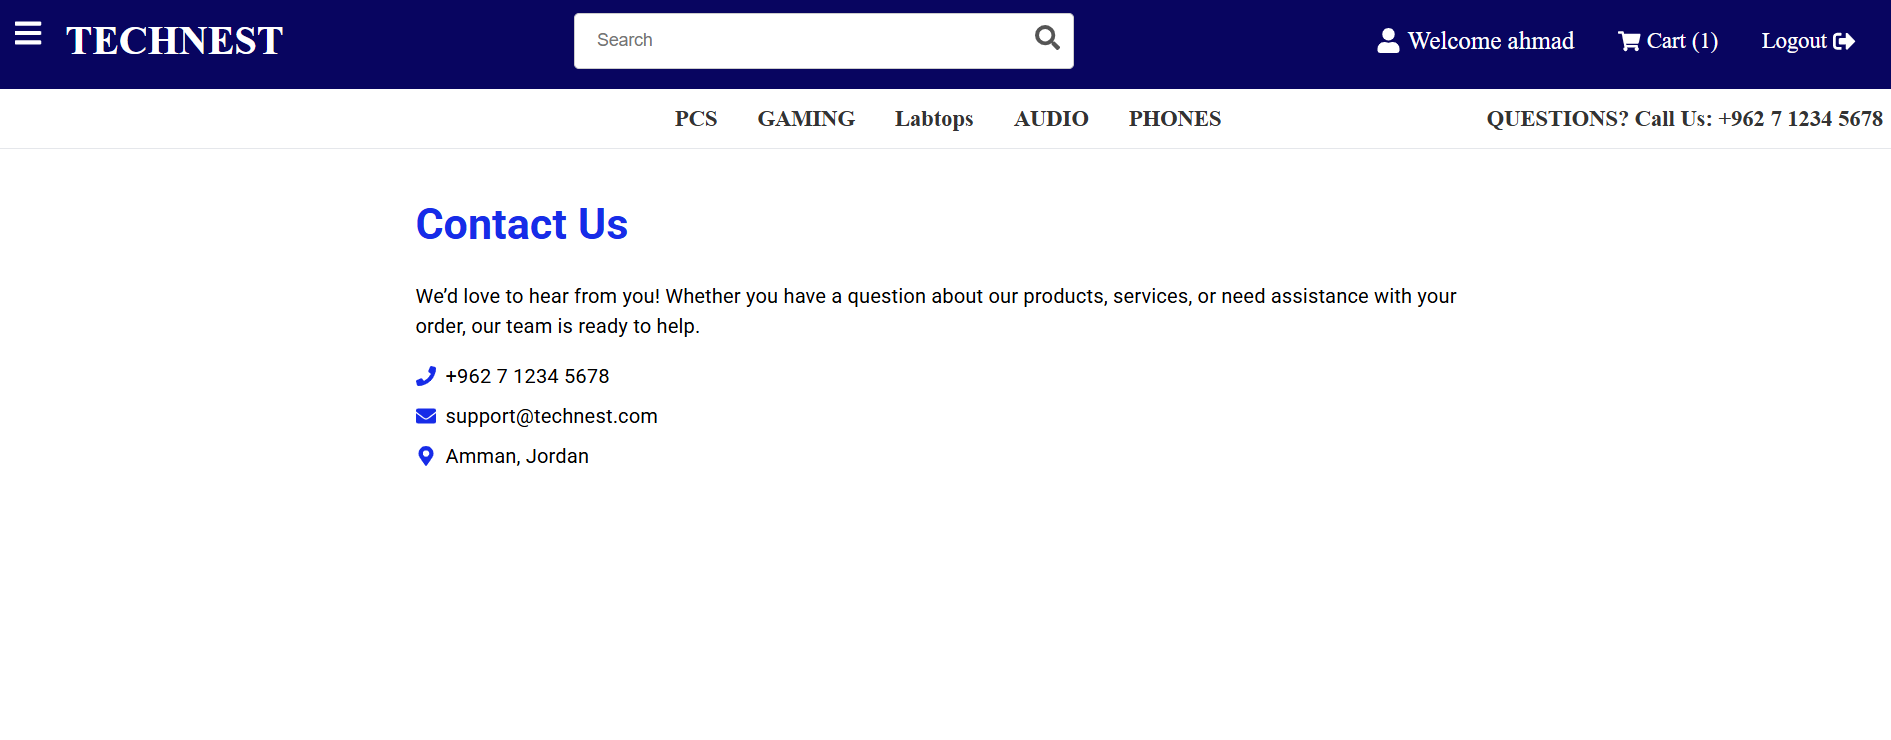 TECHNEST
Search
Welcome ahmad
Cart (1)
Logout
PCS GAMING Labtops AUDIO PHONES
QUESTIONS? Call Us: +962 7 1234 5678
Contact Us
We’d love to hear from you! Whether you have a question about our products, services, or need assistance with your
order, our team is ready to help.
+962 7 1234 5678
support@technest.com
Amman, Jordan